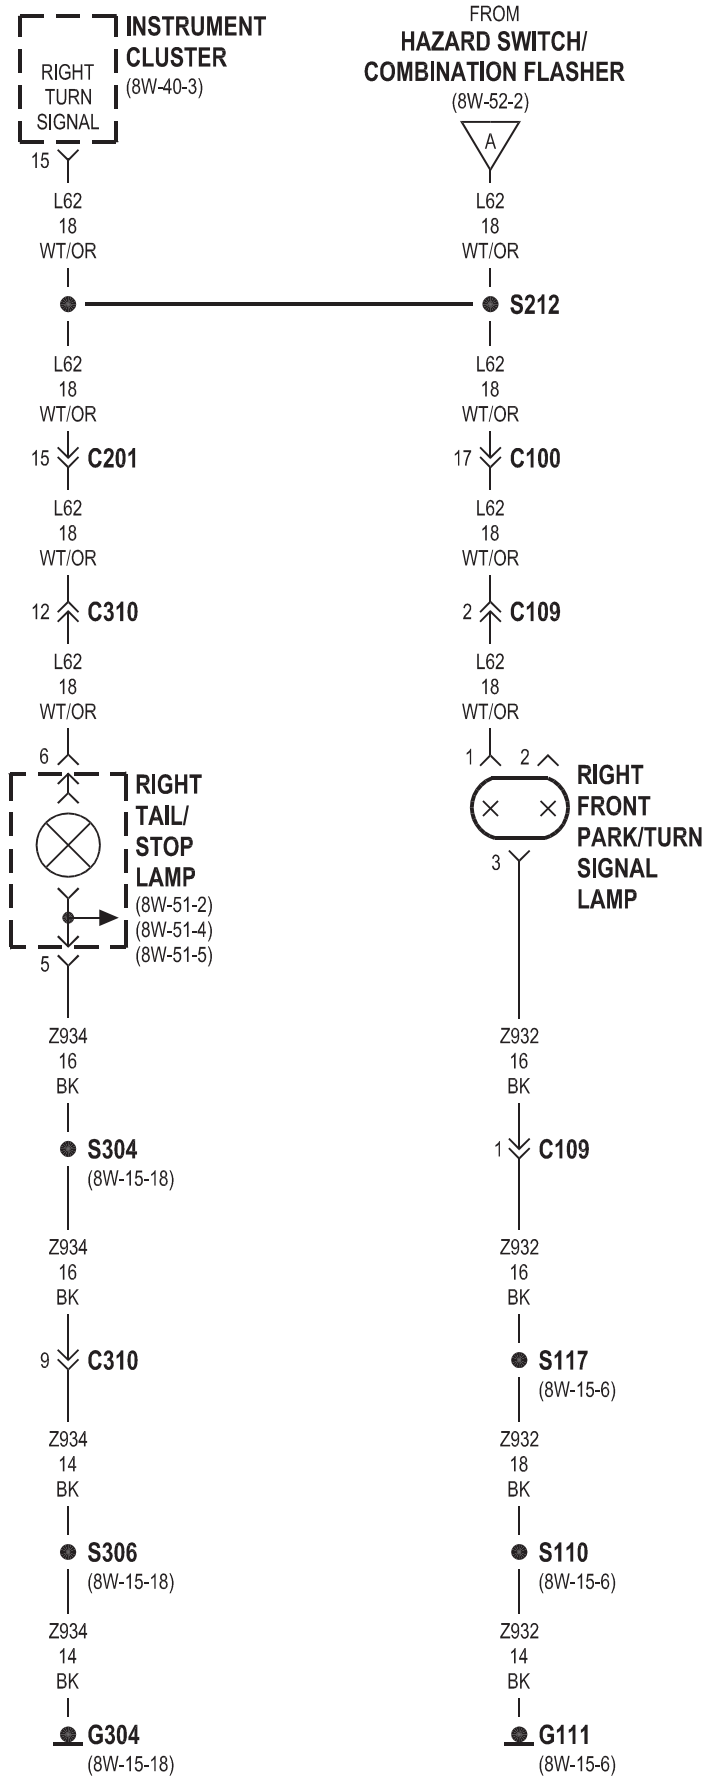 INSTRUMENT
CLUSTER
(8W-40-3)
RIGHT
TURN
SIGNAL
15
L62
18
WT/OR
FROM
HAZARD SWITCH/
COMBINATION FLASHER
(8W-52-2)
A
L62
18
WT/OR
S212
L62
18
WT/OR
15 C201
L62
18
WT/OR
12 C310
L62
18
WT/OR
6
RIGHT
TAIL/
STOP
LAMP
(8W-51-2)
(8W-51-4)
(8W-51-5)
5
Z934
16
BK
S304
(8W-15-18)
Z934
16
BK
9 C310
Z934
14
BK
S306
(8W-15-18)
Z934
14
BK
G304
(8W-15-18)
L62
18
WT/OR
17 C100
L62
18
WT/OR
2 C109
L62
18
WT/OR
1 2
RIGHT
FRONT
PARK/TURN
SIGNAL
LAMP
3
Z932
16
BK
1 C109
Z932
16
BK
S117
(8W-15-6)
Z932
18
BK
S110
(8W-15-6)
Z932
14
BK
G111
(8W-15-6)